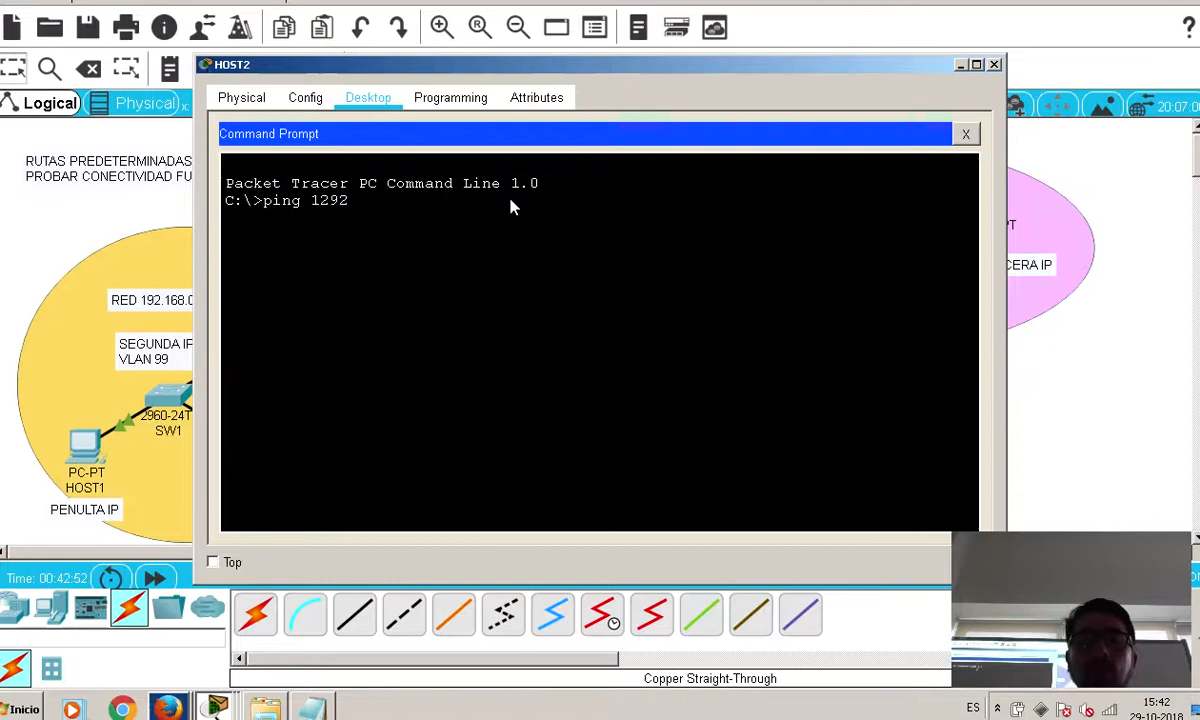 ?
HOST2
Logical
Physical
x:
20:07:0
Physical
Config
Desktop
Programming
Attributes
Command Prompt
X
RUTAS PREDETERMINADAS
PROBAR CONECTIVIDAD FU
Packet Tracer PC Command Line 1.0
C:\>ping 1292
CERA IP
RED 192.168.0
SEGUNDA IF
VLAN 99
2960-24T
SW1
PC-PT
HOST1
PENULTA IP
Top
Time: 00:42:52
Copper Straight-Through
Inicio
ES
15:42
29-10-2018